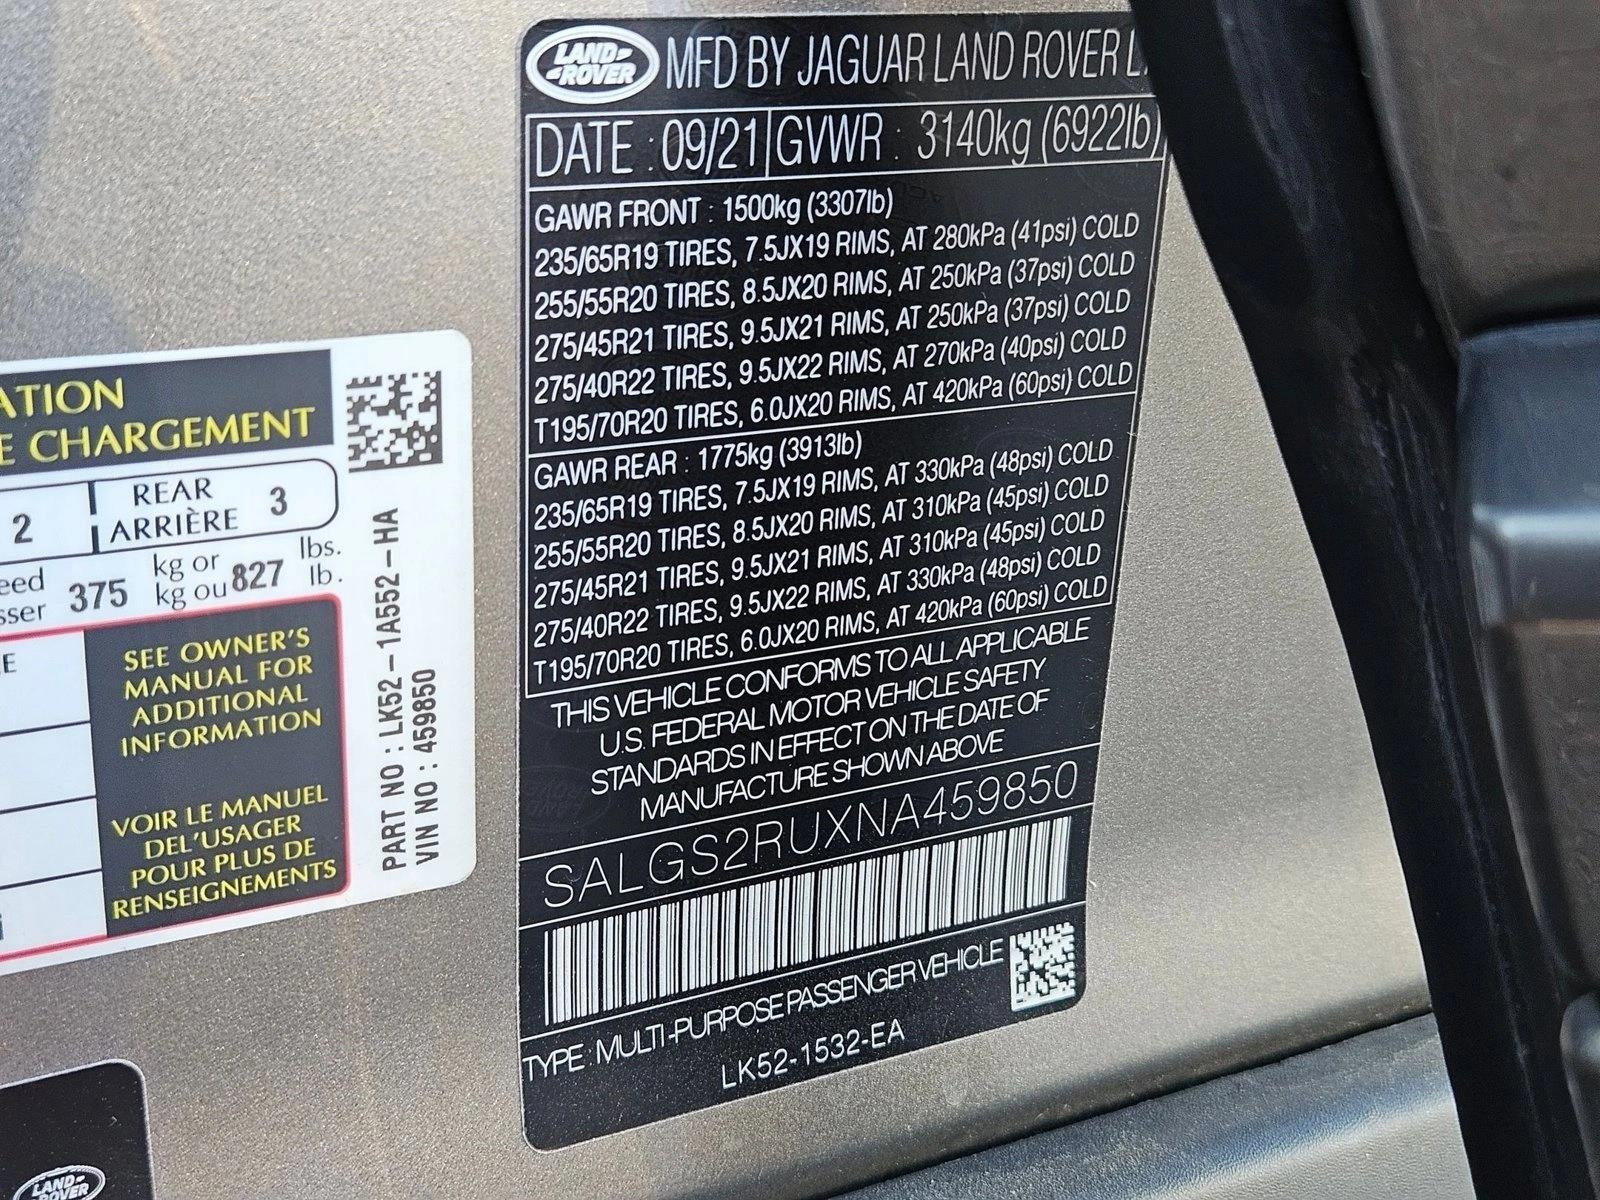 LAND-
-ROVER
MFD BY JAGUAR LAND ROVER L
DATE : 09/21 GVWR : 3140kg (6922lb)
GAWR FRONT : 1500kg (3307lb)
235/65R19 TIRES, 7.5JX19 RIMS, AT 280kPa (41psi) COLD
255/55R20 TIRES, 8.5JX20 RIMS, AT 250kPa (37psi) COLD
275/45R21 TIRES, 9.5JX21 RIMS, AT 250kPa (37psi) COLD
275/40R22 TIRES, 9.5JX22 RIMS, AT 270kPa (40psi) COLD
T195/70R20 TIRES, 6.0JX20 RIMS, AT 420kPa (60psi) COLD
GAWR REAR : 1775kg (3913lb)
235/65R19 TIRES, 7.5JX19 RIMS, AT 330kPa (48psi) COLD
255/55R20 TIRES, 8.5JX20 RIMS, AT 310kPa (45psi) COLD
275/45R21 TIRES, 9.5JX21 RIMS, AT 310kPa (45psi) COLD
275/40R22 TIRES, 9.5JX22 RIMS, AT 330kPa (48psi) COLD
T195/70R20 TIRES, 6.0JX20 RIMS, AT 420kPa (60psi) COLD
THIS VEHICLE CONFORMS TO ALL APPLICABLE
U.S. FEDERAL MOTOR VEHICLE SAFETY
STANDARDS IN EFFECT ON THE DATE OF
MANUFACTURE SHOWN ABOVE
SALGS2RUXNA459850
TYPE : MULTI-PURPOSE PASSENGER VEHICLE
LK52-1532-EA
ATION
E CHARGEMENT
2 REAR 3
ARRIÈRE
eed 375 kg or 827 lbs.
sser kg ou lb.
E
SEE OWNER'S
MANUAL FOR
ADDITIONAL
INFORMATION
VOIR LE MANUEL
DEL'USAGER
POUR PLUS DE
RENSEIGNEMENTS
PART NO : LK52-1A552-HA
VIN NO : 459850
LAND-
-ROVER